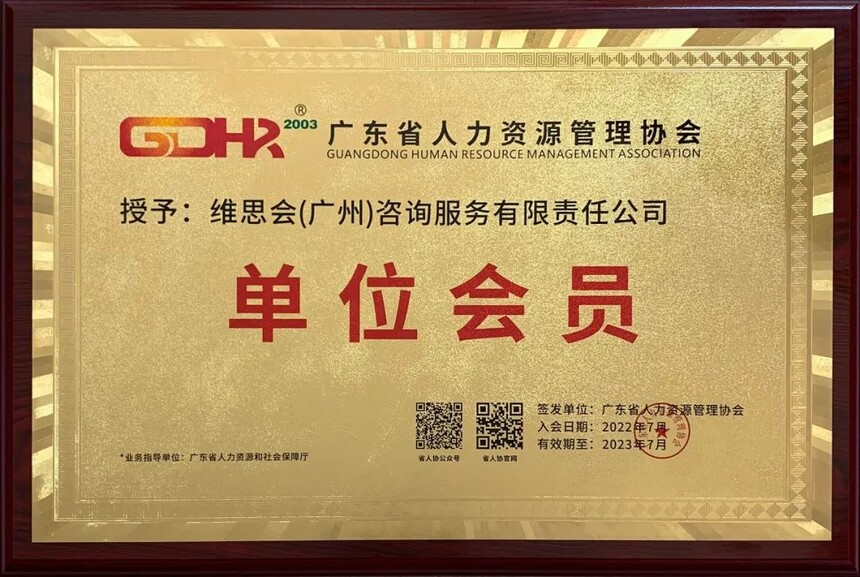 GDHR
®
2003
广东省人力资源管理协会
GUANGDONG HUMAN RESOURCE MANAGEMENT ASSOCIATION
授予：维思会(广州)咨询服务有限责任公司
单位会员
签发单位：广东省人力资源管理协会
入会日期：2022年7月
有效期至：2023年7月
省人协公众号
省人协官网
*业务指导单位：广东省人力资源和社会保障厅